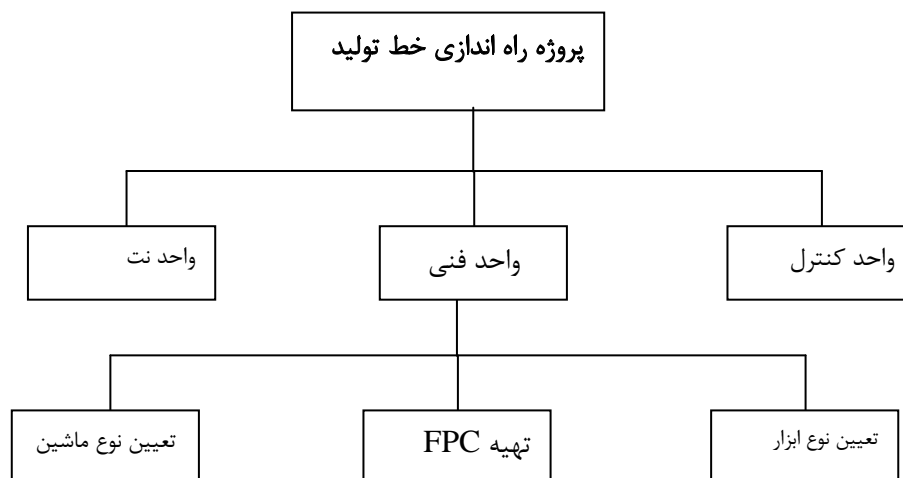 پروژه راه اندازی خط تولید
واحد کنترل
واحد فنی
واحد نت
تعیین نوع ابزار
تهیه FPC
تعیین نوع ماشین